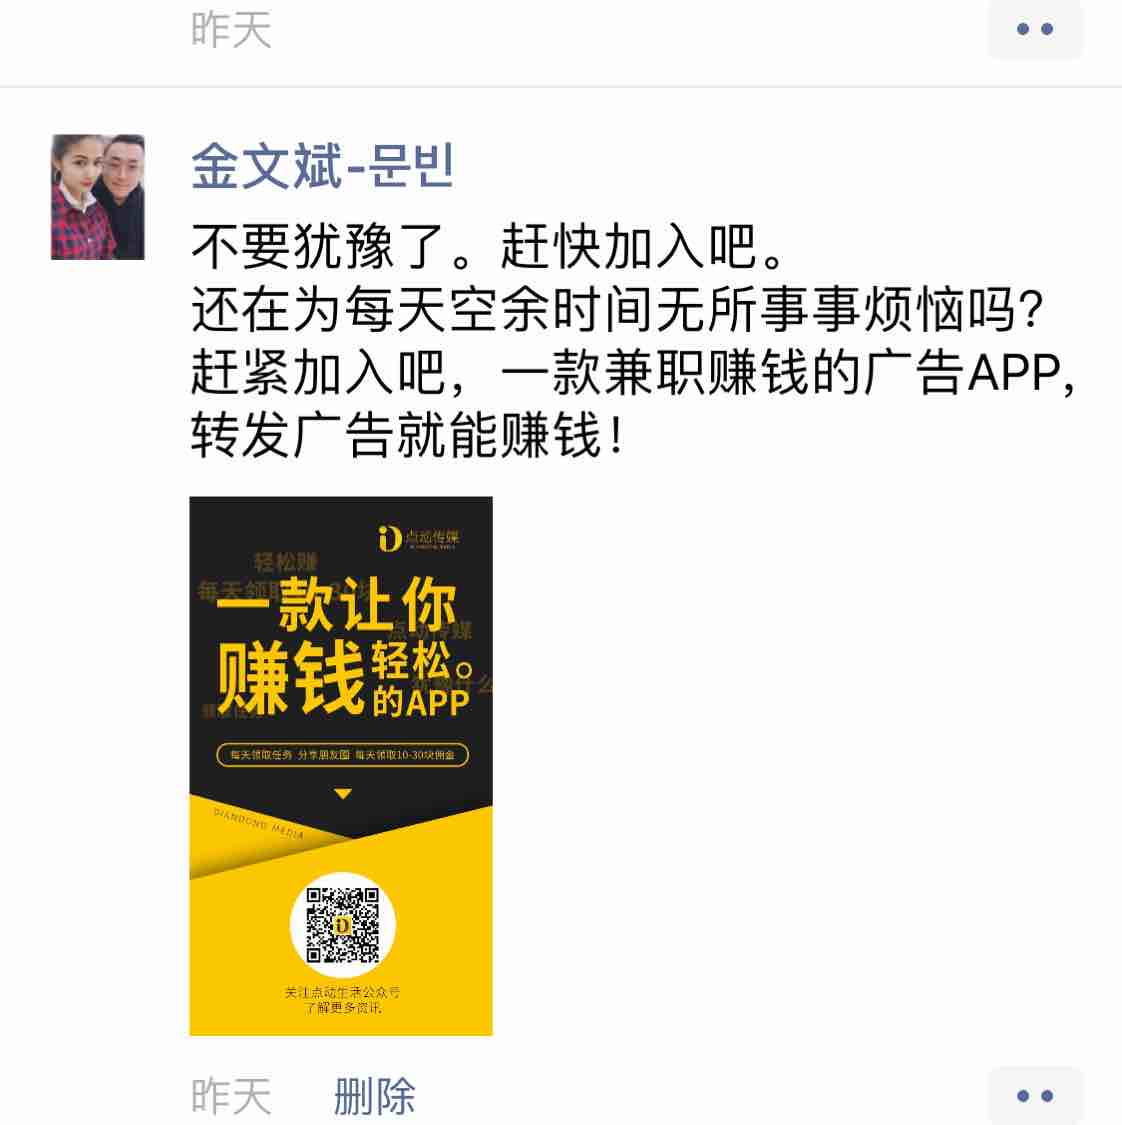 昨天
金文斌-문빈
不要犹豫了。赶快加入吧。
还在为每天空余时间无所事事烦恼吗？
赶紧加入吧，一款兼职赚钱的广告APP，
转发广告就能赚钱！
点动传媒
轻松赚
每天领取
一款让你
点动传媒
赚钱轻松。
的APP
每天领取任务 分享朋友圈 每天领取10-30块佣金
DIANDONG MEDIA
关注点动生活公众号
了解更多资讯
昨天 删除